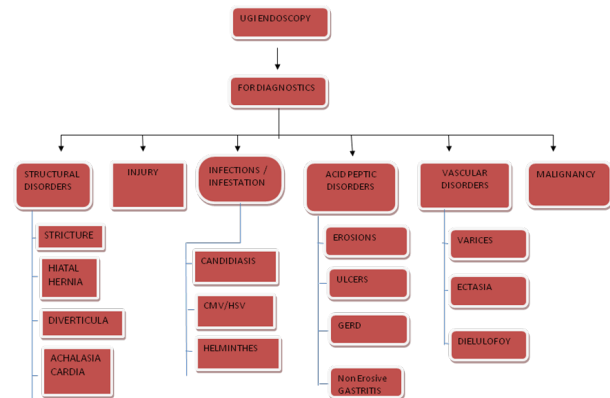 UGI ENDOSCOPY
FOR DIAGNOSTICS
STRUCTURAL
DISORDERS
INJURY
INFECTIONS /
INFESTATION
ACID PEPTIC
DISORDERS
VASCULAR
DISORDERS
MALIGNANCY
STRICTURE
HIATAL
HERNIA
DIVERTICULA
ACHALASIA
CARDIA
CANDIDIASIS
CMV/HSV
HELMINTHES
EROSIONS
ULCERS
GERD
Non Erosive
GASTRITIS
VARICES
ECTASIA
DIELULOFOY